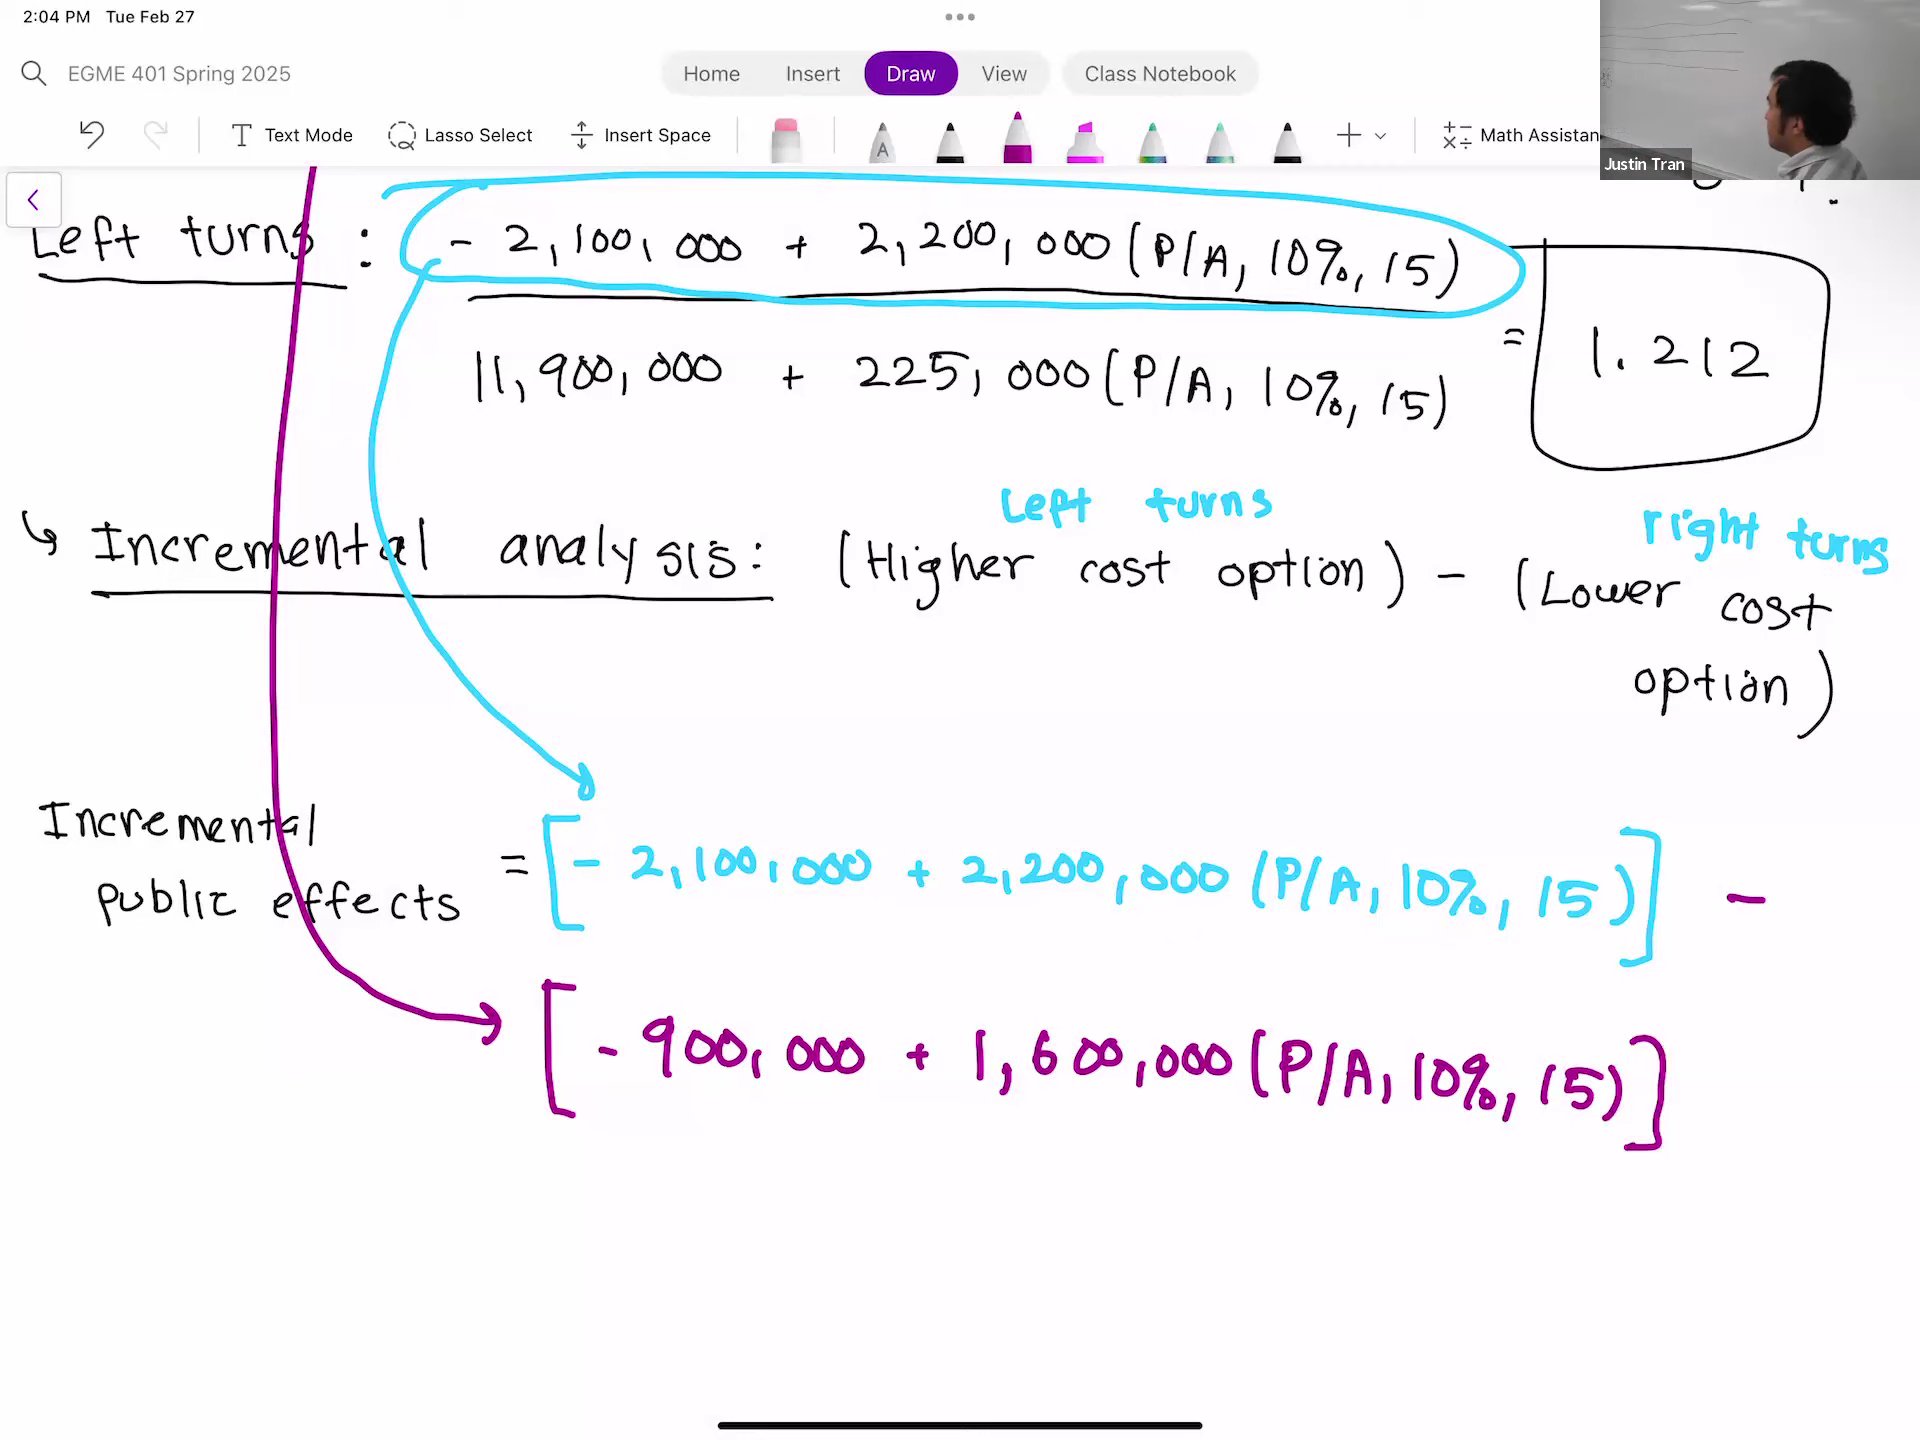 2:04 PM Tue Feb 27
EGME 401 Spring 2025
Home Insert Draw View Class Notebook
Text Mode Lasso Select Insert Space Math Assistan
Justin Tran
Left turns : - 2,100,000 + 2,200,000 (P/A, 10%, 15)
11,900,000 + 225,000 (P/A, 10%, 15)
= 1.212
Left turns
right turns
↳ Incremental analysis: (Higher cost option) - (Lower cost
option)
Incremental
public effects = [- 2,100,000 + 2,200,000 (P/A, 10%, 15)] -
[- 900,000 + 1,600,000 (P/A, 10%, 15)]